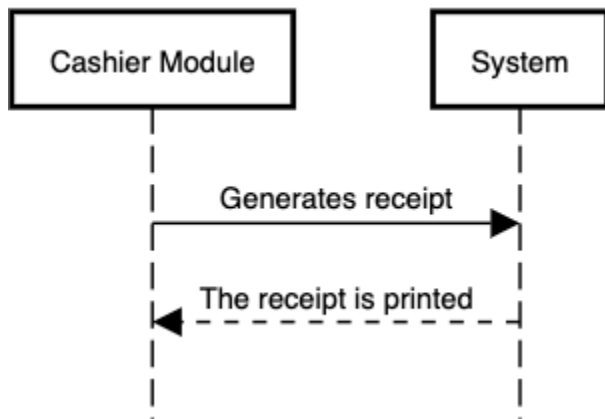 Cashier Module
System
Generates receipt
The receipt is printed